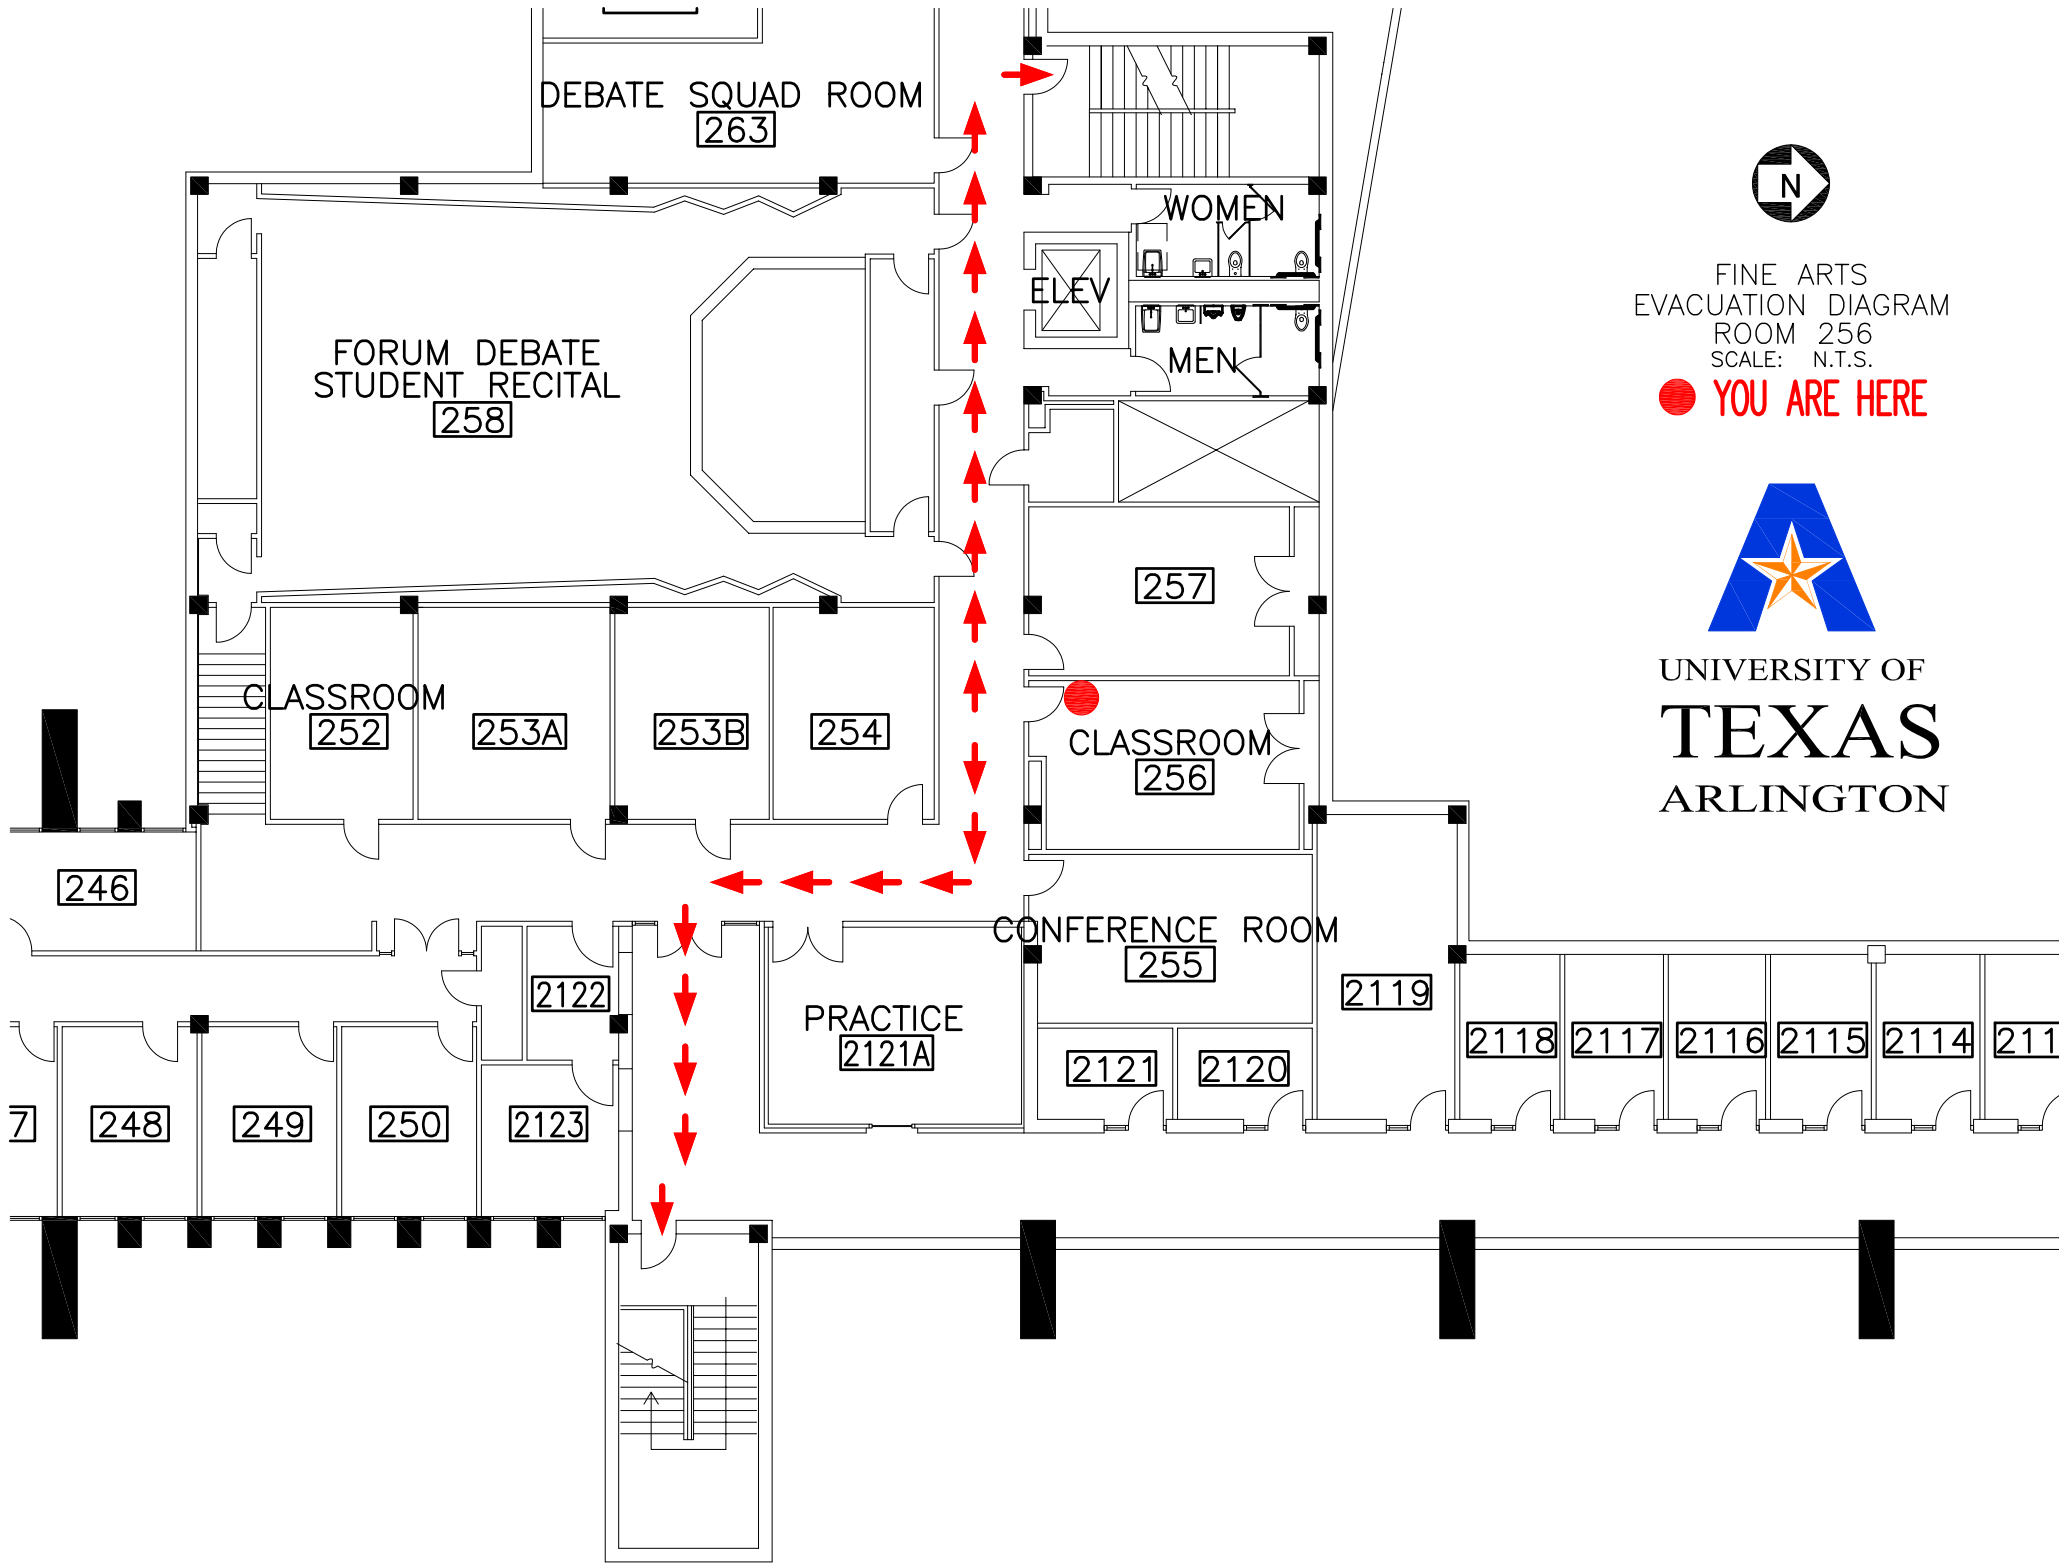 DEBATE SQUAD ROOM
263
WOMEN
N
ELEV
FINE ARTS
EVACUATION DIAGRAM
ROOM 256
SCALE: N.T.S.
YOU ARE HERE
MEN
FORUM DEBATE
STUDENT RECITAL
258
257
UNIVERSITY OF
TEXAS
ARLINGTON
CLASSROOM
252
253A
253B
254
CLASSROOM
256
246
CONFERENCE ROOM
255
2122
2119
PRACTICE
2121A
2118
2117
2116
2115
2114
211
2121
2120
7
248
249
250
2123